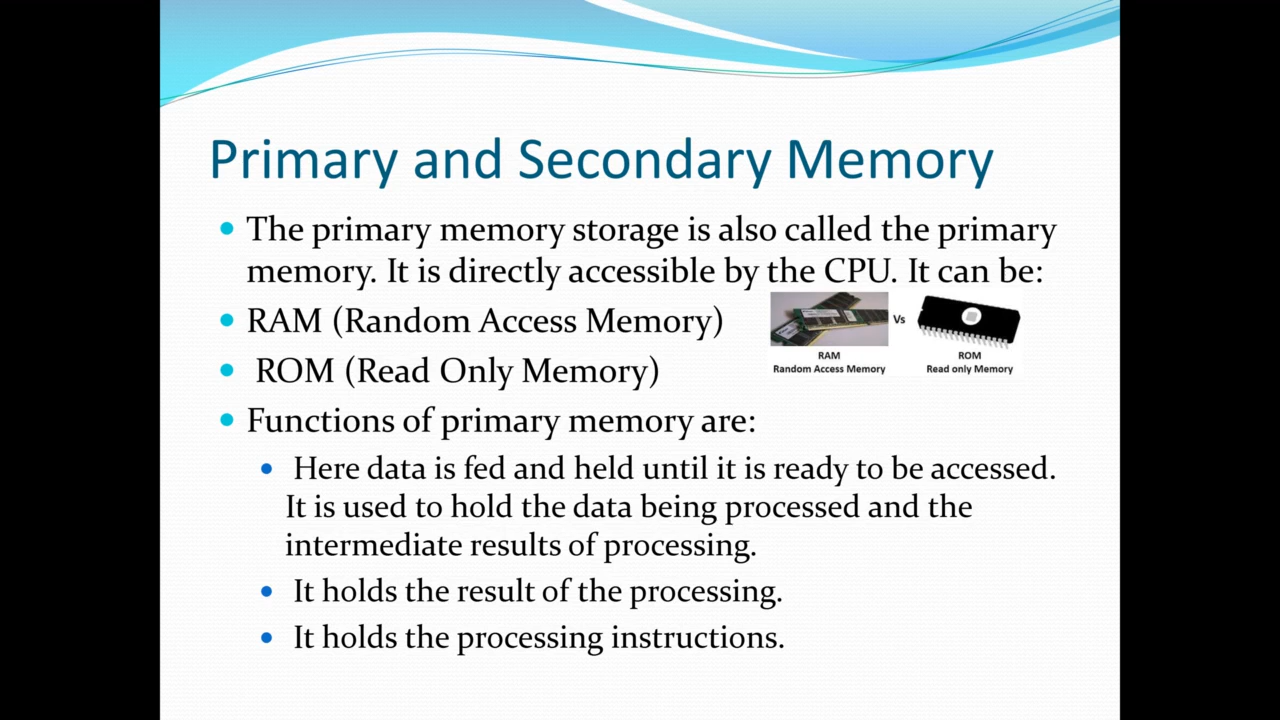 Primary and Secondary Memory
The primary memory storage is also called the primary
memory. It is directly accessible by the CPU. It can be:
RAM (Random Access Memory)
ROM (Read Only Memory)
RAM
Random Access Memory
Vs
ROM
Read only Memory
Functions of primary memory are:
Here data is fed and held until it is ready to be accessed.
It is used to hold the data being processed and the
intermediate results of processing.
It holds the result of the processing.
It holds the processing instructions.